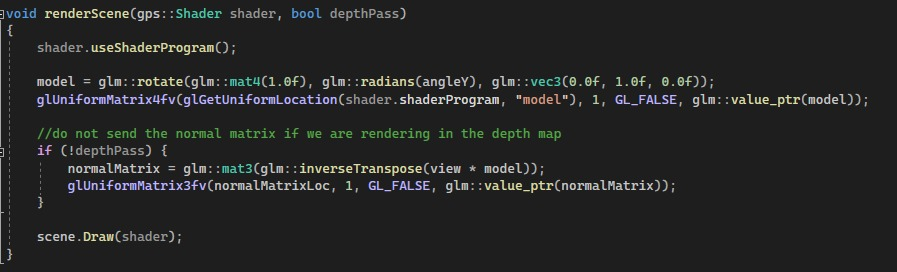 void renderScene(gps::Shader shader, bool depthPass)
{
    shader.useShaderProgram();

    model = glm::rotate(glm::mat4(1.0f), glm::radians(angleY), glm::vec3(0.0f, 1.0f, 0.0f));
    glUniformMatrix4fv(glGetUniformLocation(shader.shaderProgram, "model"), 1, GL_FALSE, glm::value_ptr(model));

    //do not send the normal matrix if we are rendering in the depth map
    if (!depthPass) {
        normalMatrix = glm::mat3(glm::inverseTranspose(view * model));
        glUniformMatrix3fv(normalMatrixLoc, 1, GL_FALSE, glm::value_ptr(normalMatrix));
    }

    scene.Draw(shader);
}